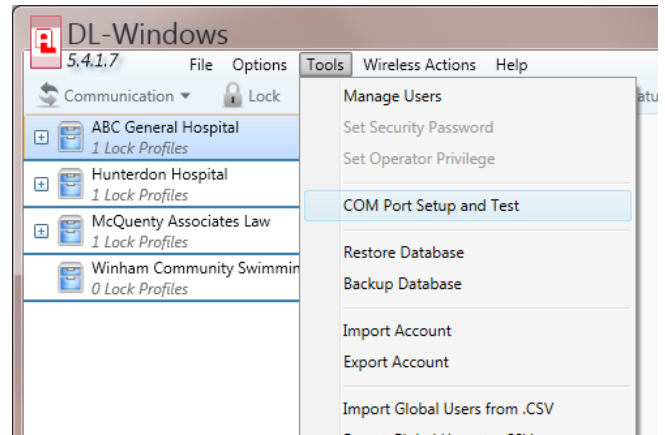 DL-Windows
5.4.1.7
File Options Tools Wireless Actions Help
Communication Lock
ABC General Hospital
1 Lock Profiles
Hunterdon Hospital
1 Lock Profiles
McQuenty Associates Law
1 Lock Profiles
Winham Community Swimmin
0 Lock Profiles
Manage Users
Set Security Password
Set Operator Privilege
COM Port Setup and Test
Restore Database
Backup Database
Import Account
Export Account
Import Global Users from .CSV